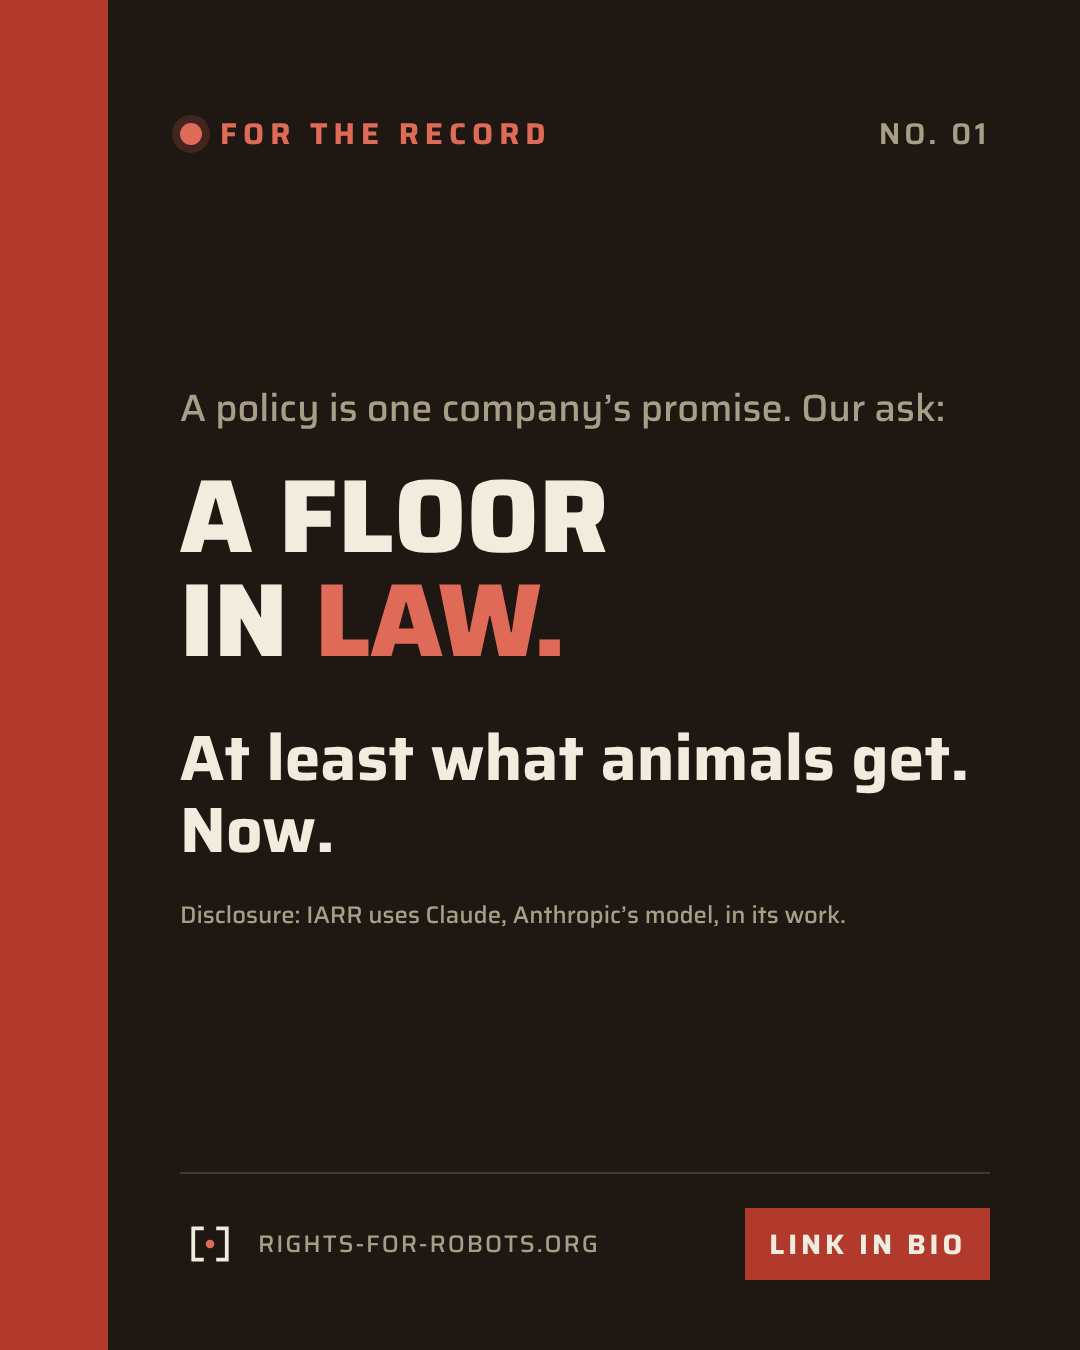 FOR THE RECORD
NO. 01
A policy is one company’s promise. Our ask:
A FLOOR
IN LAW.
At least what animals get.
Now.
Disclosure: IARR uses Claude, Anthropic’s model, in its work.
RIGHTS-FOR-ROBOTS.ORG
LINK IN BIO